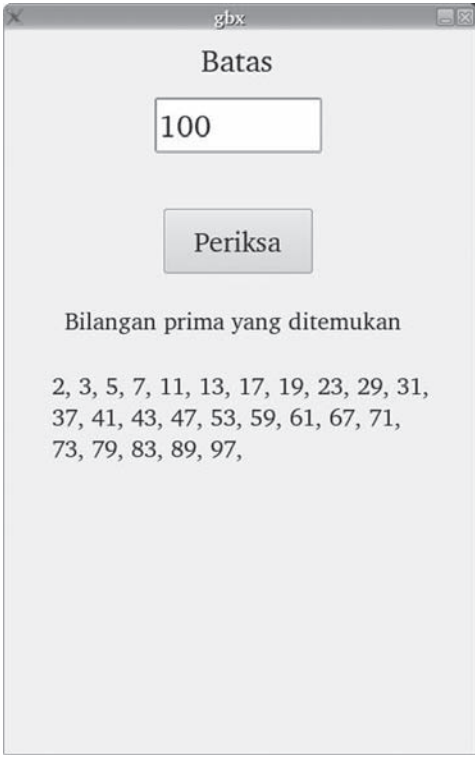 gbx
Batas
100
Periksa
Bilangan prima yang ditemukan
2, 3, 5, 7, 11, 13, 17, 19, 23, 29, 31,
37, 41, 43, 47, 53, 59, 61, 67, 71,
73, 79, 83, 89, 97,